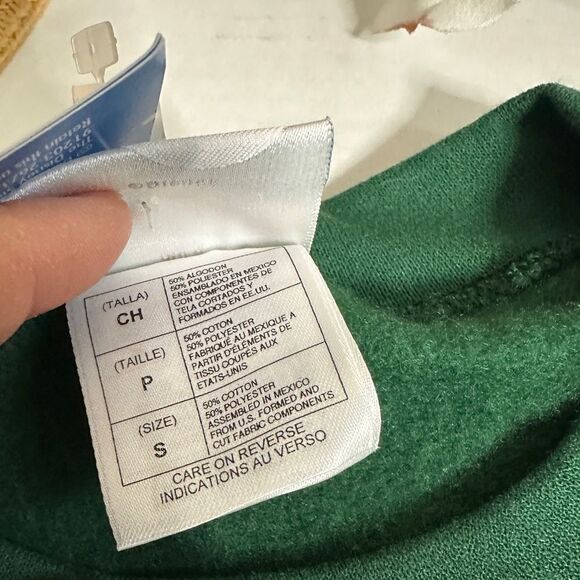 (TALLA)
CH
50% ALGODON
50% POLIESTER
ENSAMBLADO EN MEXICO
CON COMPONENTES DE
TELA CORTADOS Y
FORMADOS EN EE.UU.
(TAILLE)
P
50% COTON
50% POLYESTER
FABRIQUÉ AU MEXIQUE A
PARTIR D'ELEMENTS DE
TISSU COUPÉS AUX
ETATS-UNIS
(SIZE)
S
50% COTTON
50% POLYESTER
ASSEMBLED IN MEXICO
FROM U.S. FORMED AND
CUT FABRIC COMPONENTS.
CARE ON REVERSE
INDICATIONS AU VERSO